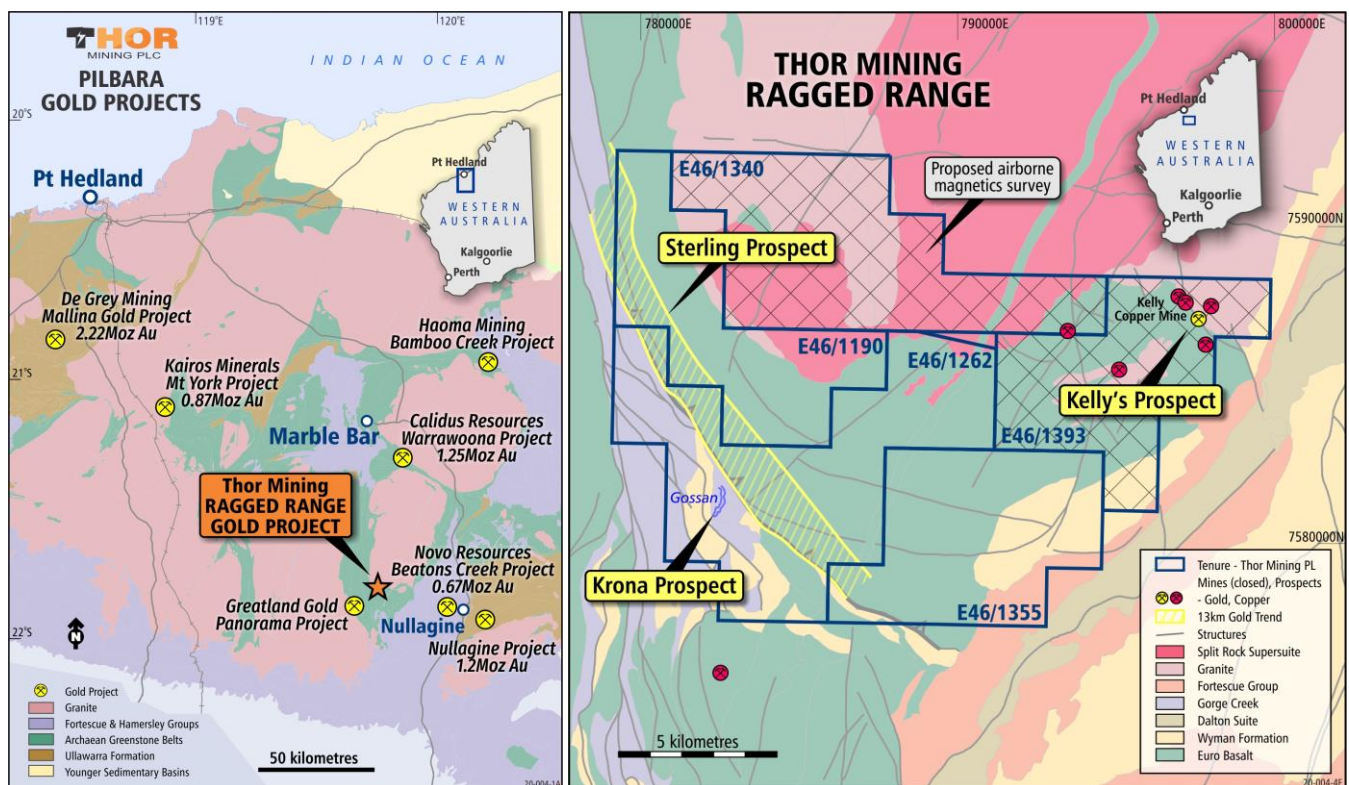 THOR
MINING PLC
PILBARA
GOLD PROJECTS
119°E
120°E
INDIAN OCEAN
20°S
Pt Hedland
Pt Hedland
WESTERN
AUSTRALIA
Kalgoorlie
Perth
De Grey Mining
Mallina Gold Project
2.22Moz Au
Haoma Mining
Bamboo Creek Project
21°S
Kairos Minerals
Mt York Project
0.87Moz Au
Marble Bar
Calidus Resources
Warrawoona Project
1.25Moz Au
Thor Mining
RAGGED RANGE
GOLD PROJECT
Novo Resources
Beatons Creek Project
0.67Moz Au
Greatland Gold
Panorama Project
Nullagine
Nullagine Project
1.2Moz Au
N
22°S
Gold Project
Granite
Fortescue & Hamersley Groups
Archaean Greenstone Belts
Ullawarra Formation
Younger Sedimentary Basins
50 kilometres
20-004-1A
780000E
790000E
800000E
THOR MINING
RAGGED RANGE
Pt Hedland
WESTERN
AUSTRALIA
Kalgoorlie
Perth
E46/1340
Proposed airborne
magnetics survey
7590000N
Sterling Prospect
Kelly
Copper Mine
E46/1190
E46/1262
Kelly's Prospect
E46/1393
Gossan
7580000N
Krona Prospect
E46/1355
Tenure - Thor Mining PL
Mines (closed), Prospects
- Gold, Copper
13km Gold Trend
Structures
Split Rock Supersuite
Granite
Fortescue Group
Gorge Creek
Dalton Suite
Wyman Formation
Euro Basalt
5 kilometres
20-004-4F